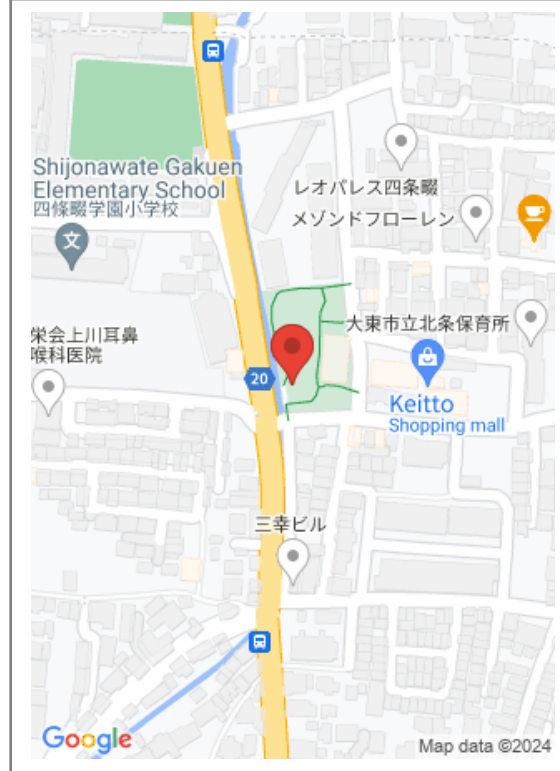 Shijonawate Gakuen
Elementary School
四條畷学園小学校
文
レオパレス四条畷
メゾンドフローレン
栄会上川耳鼻
喉科医院
大東市立北条保育所
20
Keitto
Shopping mall
三幸ビル
Google
Map data ©2024